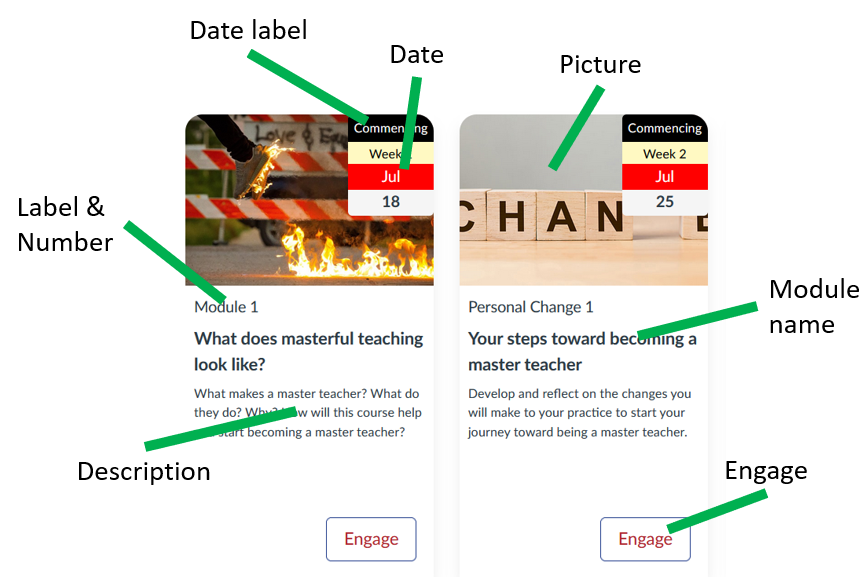 Date label
Date
Picture
Commencing
Week
Jul
18
Love &
Commencing
Week 2
Jul
25
CHAN
Label &
Number
Module 1
What does masterful teaching
look like?
What makes a master teacher? What do
they do? Why? will this course help
start becoming a master teacher?
Personal Change 1
Your steps toward becoming a
master teacher
Develop and reflect on the changes you
will make to your practice to start your
journey toward being a master teacher.
Module
name
Description
Engage
Engage
Engage